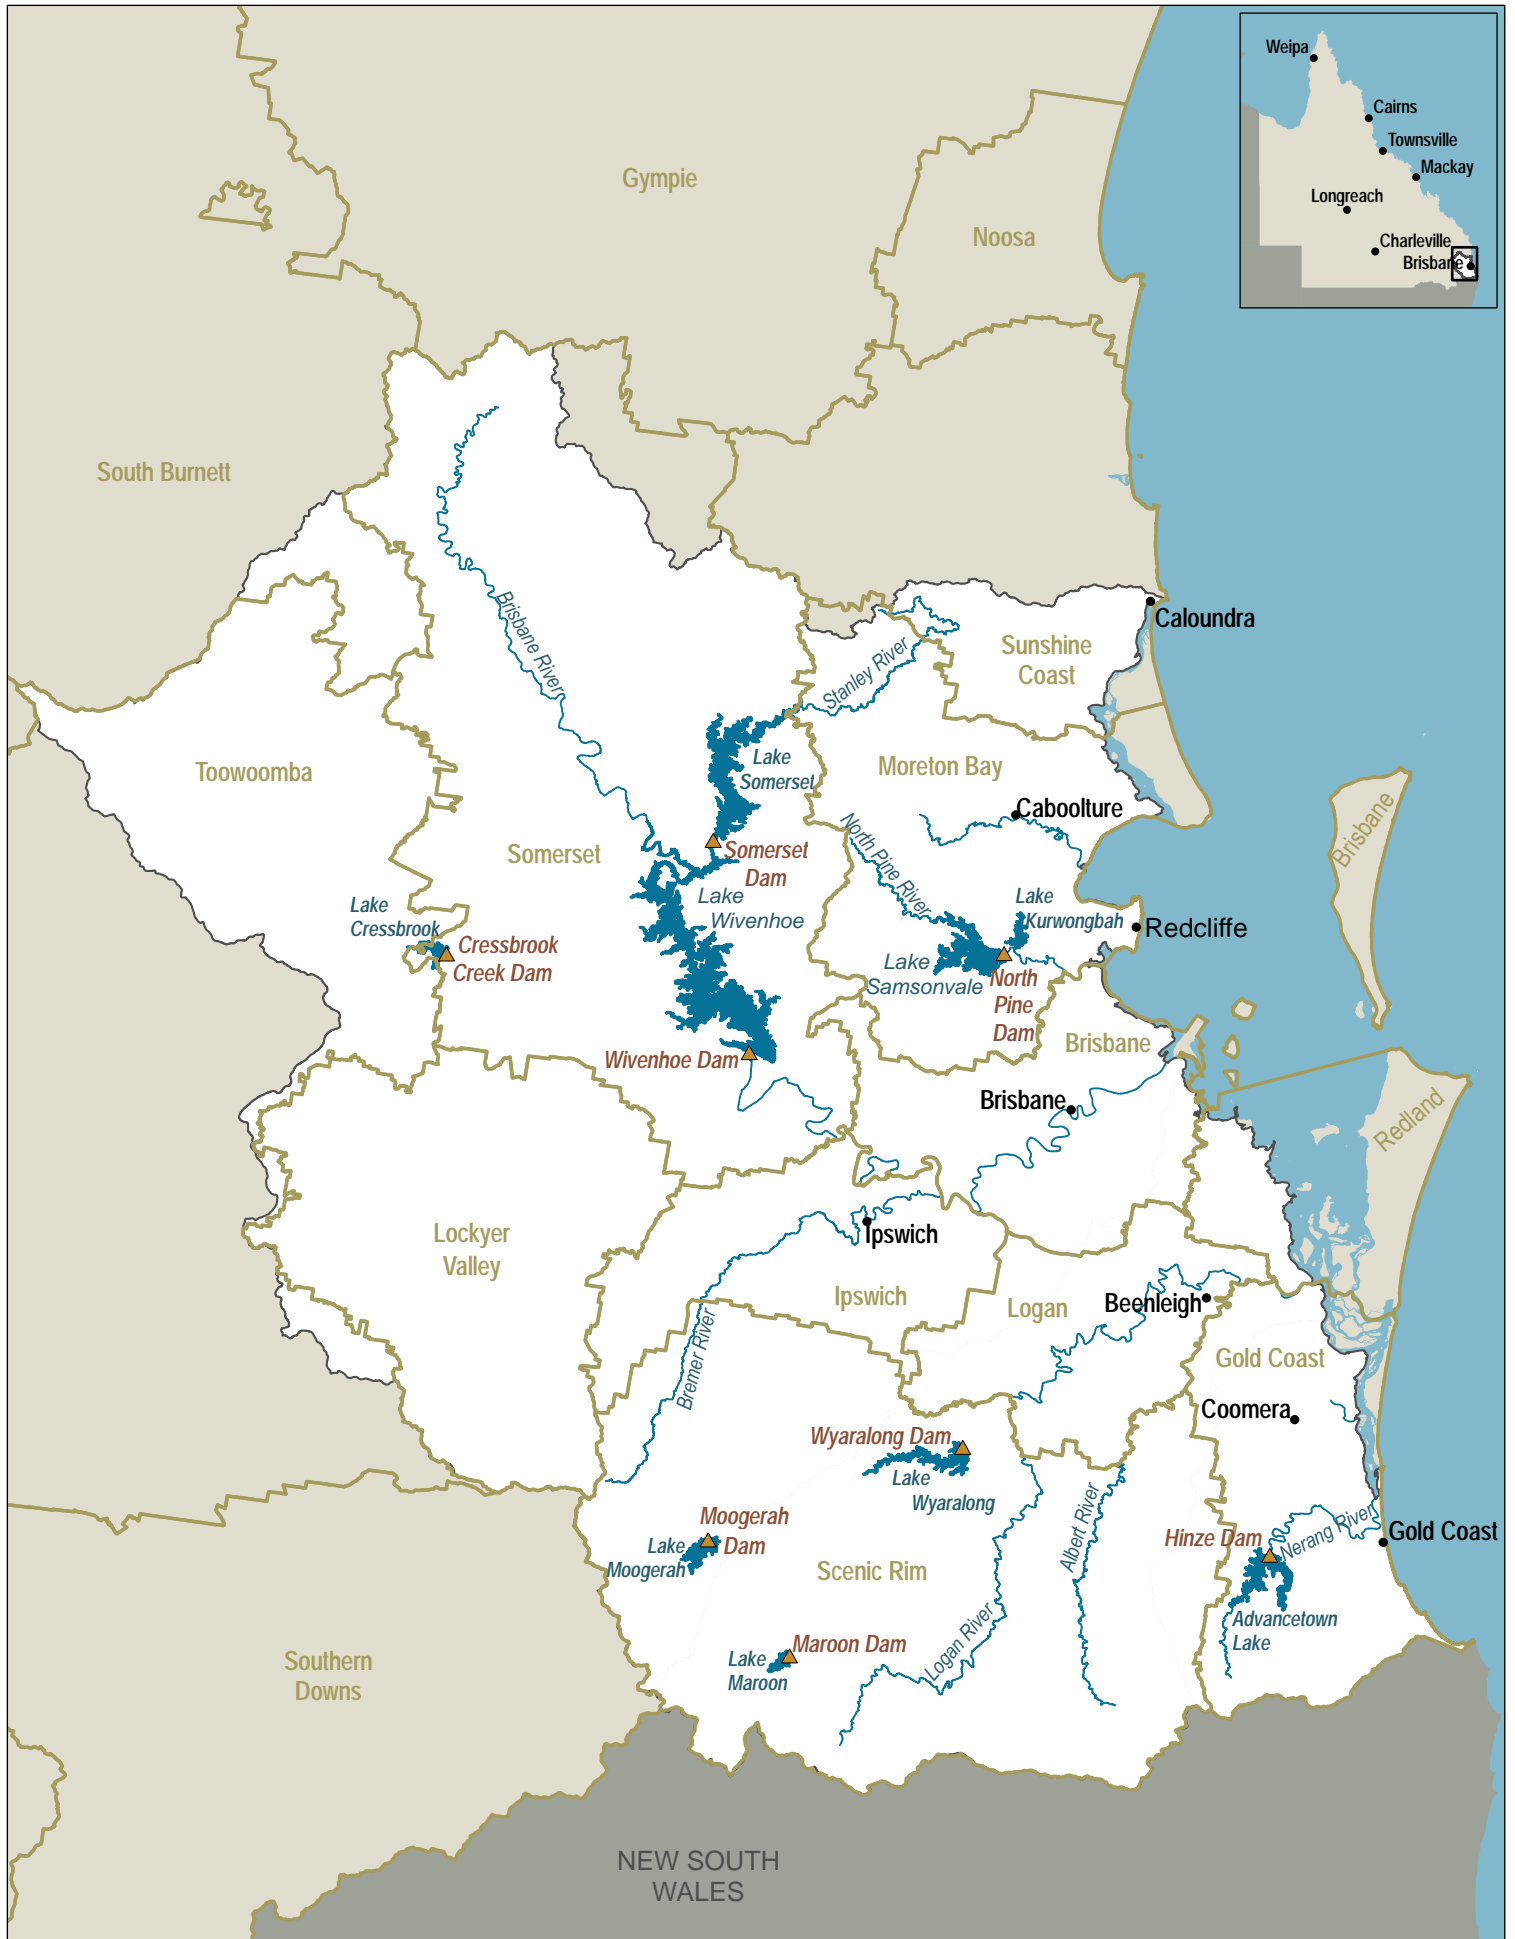 Weipa
Cairns
Townsville
Mackay
Longreach
Charleville
Brisbane
Gympie
Noosa
South Burnett
Brisbane River
Stanley River
Sunshine
Coast
Caloundra
Toowoomba
Lake
Somerset
Moreton Bay
Caboolture
North Pine River
Brisbane
Somerset
Somerset
Dam
Lake
Wivenhoe
Lake
Cressbrook
Cressbrook
Creek Dam
Lake
Kurwongbah
Redcliffe
Lake
Samsonvale
North
Pine
Dam
Wivenhoe Dam
Brisbane
Brisbane
Redland
Lockyer
Valley
Ipswich
Ipswich
Logan
Beenleigh
Bremer River
Gold Coast
Coomera
Wyaralong Dam
Lake
Wyaralong
Moogerah
Dam
Lake
Moogerah
Scenic Rim
Albert River
Hinze Dam
Nerang River
Gold Coast
Advancetown
Lake
Logan River
Maroon Dam
Lake
Maroon
Southern
Downs
NEW SOUTH
WALES